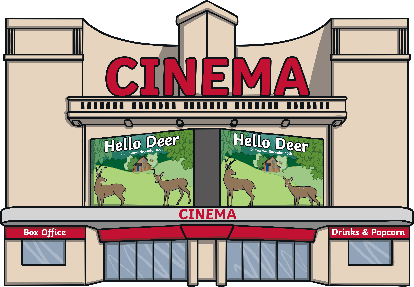 CINEMA
Hello Deer
Hello Deer
CINEMA
Box Office
Drinks & Popcorn